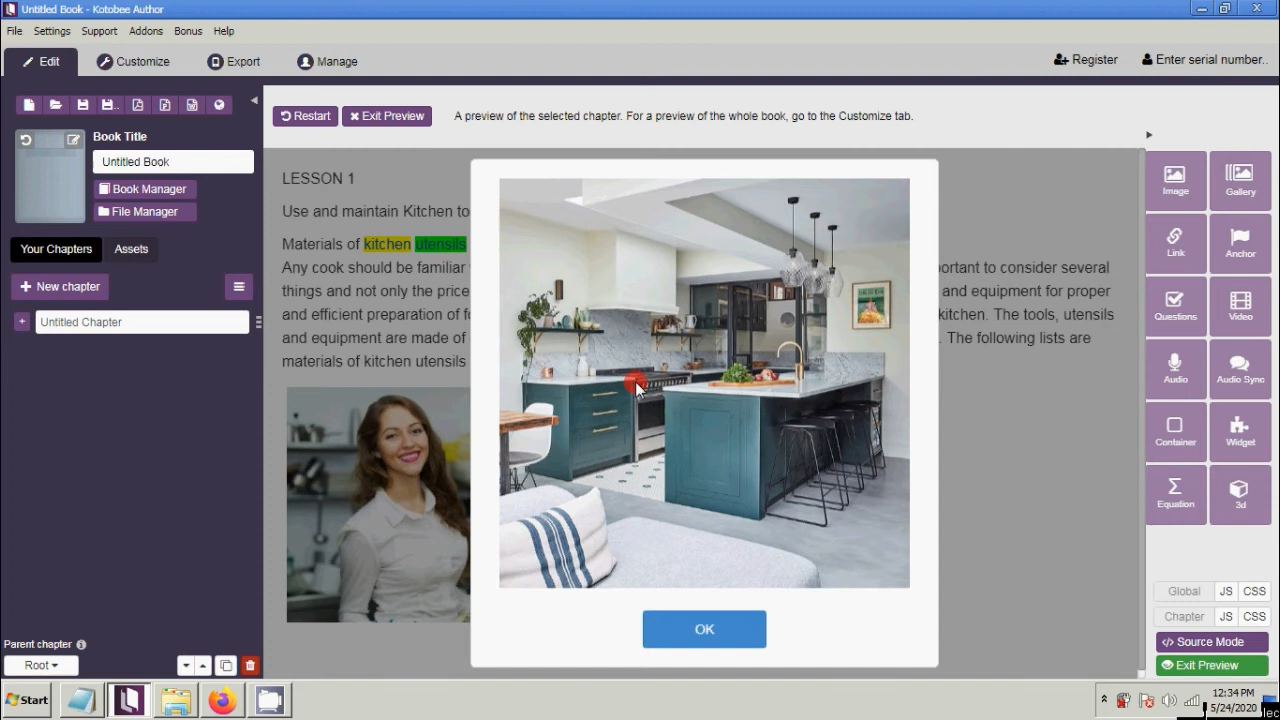 Untitled Book - Kotobee Author
File Settings Support Addons Bonus Help
Edit Customize Export Manage
Register Enter serial number..
Restart Exit Preview A preview of the selected chapter. For a preview of the whole book, go to the Customize tab.
Book Title
Untitled Book
Book Manager
File Manager
Your Chapters Assets
New chapter
Untitled Chapter
Parent chapter
Root
LESSON 1
Use and maintain Kitchen to
Materials of kitchen utensils
Any cook should be familiar portant to consider several
things and not only the price and equipment for proper
and efficient preparation of fo kitchen. The tools, utensils
and equipment are made of . The following lists are
materials of kitchen utensils
OK
Image Gallery
Link Anchor
Questions Video
Audio Audio Sync
Container Widget
Equation 3d
Global JS CSS
Chapter JS CSS
Source Mode
Exit Preview
Start
12:34 PM
5/24/2020